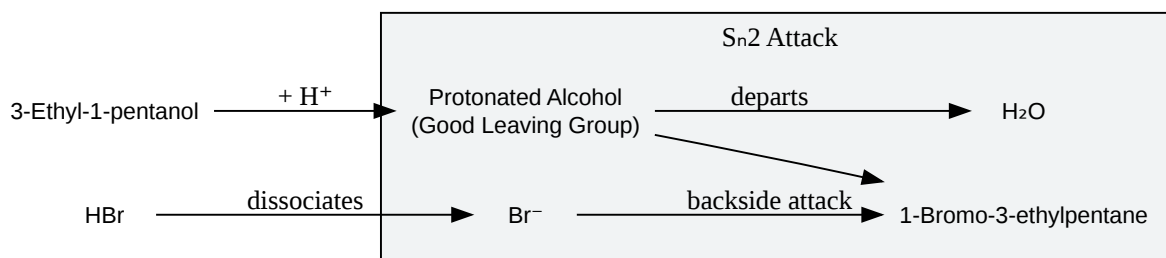 Sₙ2 Attack
3-Ethyl-1-pentanol
+ H⁺
Protonated Alcohol
(Good Leaving Group)
departs
H₂O
HBr
dissociates
Br⁻
backside attack
1-Bromo-3-ethylpentane